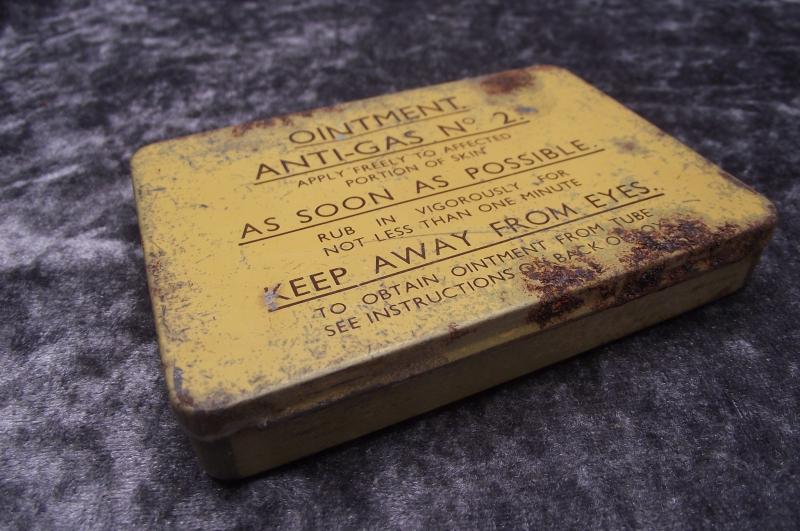 OINTMENT.
ANTI-GAS Nº 2.
APPLY FREELY TO AFFECTED
PORTION OF SKIN
AS SOON AS POSSIBLE.
RUB IN VIGOROUSLY FOR
NOT LESS THAN ONE MINUTE
KEEP AWAY FROM EYES.
TO OBTAIN OINTMENT FROM TUBE
SEE INSTRUCTIONS ON BACK OF